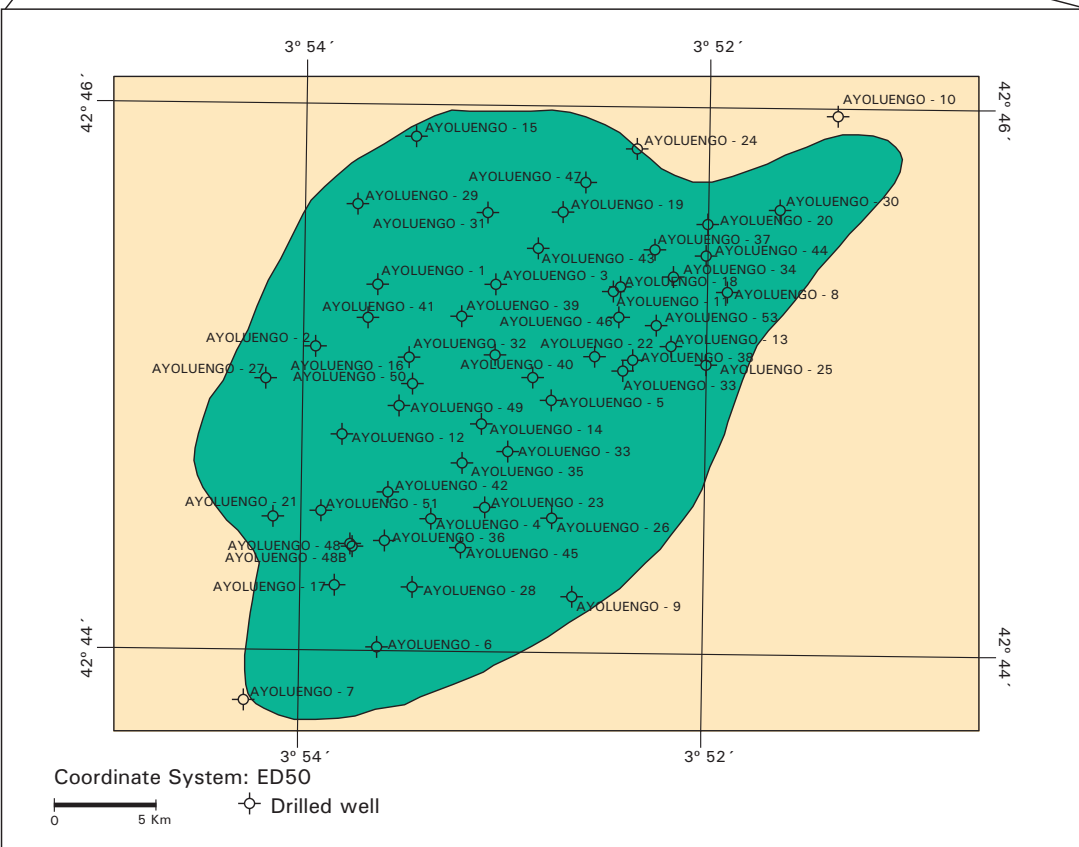 3º 54´
3º 52´
42º 46´
42º 46´
AYOLUENGO - 10
AYOLUENGO - 15
AYOLUENGO - 24
AYOLUENGO - 47
AYOLUENGO - 29
AYOLUENGO - 19
AYOLUENGO - 30
AYOLUENGO - 31
AYOLUENGO - 20
AYOLUENGO - 37
AYOLUENGO - 44
AYOLUENGO - 43
AYOLUENGO - 1
AYOLUENGO - 3
AYOLUENGO - 34
AYOLUENGO - 18
AYOLUENGO - 8
AYOLUENGO - 11
AYOLUENGO - 41
AYOLUENGO - 39
AYOLUENGO - 46
AYOLUENGO - 53
AYOLUENGO - 2
AYOLUENGO - 32
AYOLUENGO - 22
AYOLUENGO - 13
AYOLUENGO - 38
AYOLUENGO - 27
AYOLUENGO - 16
AYOLUENGO - 40
AYOLUENGO - 25
AYOLUENGO - 50
AYOLUENGO - 33
AYOLUENGO - 49
AYOLUENGO - 5
AYOLUENGO - 14
AYOLUENGO - 12
AYOLUENGO - 33
AYOLUENGO - 35
AYOLUENGO - 42
AYOLUENGO - 21
AYOLUENGO - 51
AYOLUENGO - 23
AYOLUENGO - 4
AYOLUENGO - 26
AYOLUENGO - 36
AYOLUENGO - 48
AYOLUENGO - 48B
AYOLUENGO - 45
AYOLUENGO - 17
AYOLUENGO - 28
AYOLUENGO - 9
AYOLUENGO - 6
42º 44´
42º 44´
AYOLUENGO - 7
3º 54´
3º 52´
Coordinate System: ED50
0 5 Km
Drilled well